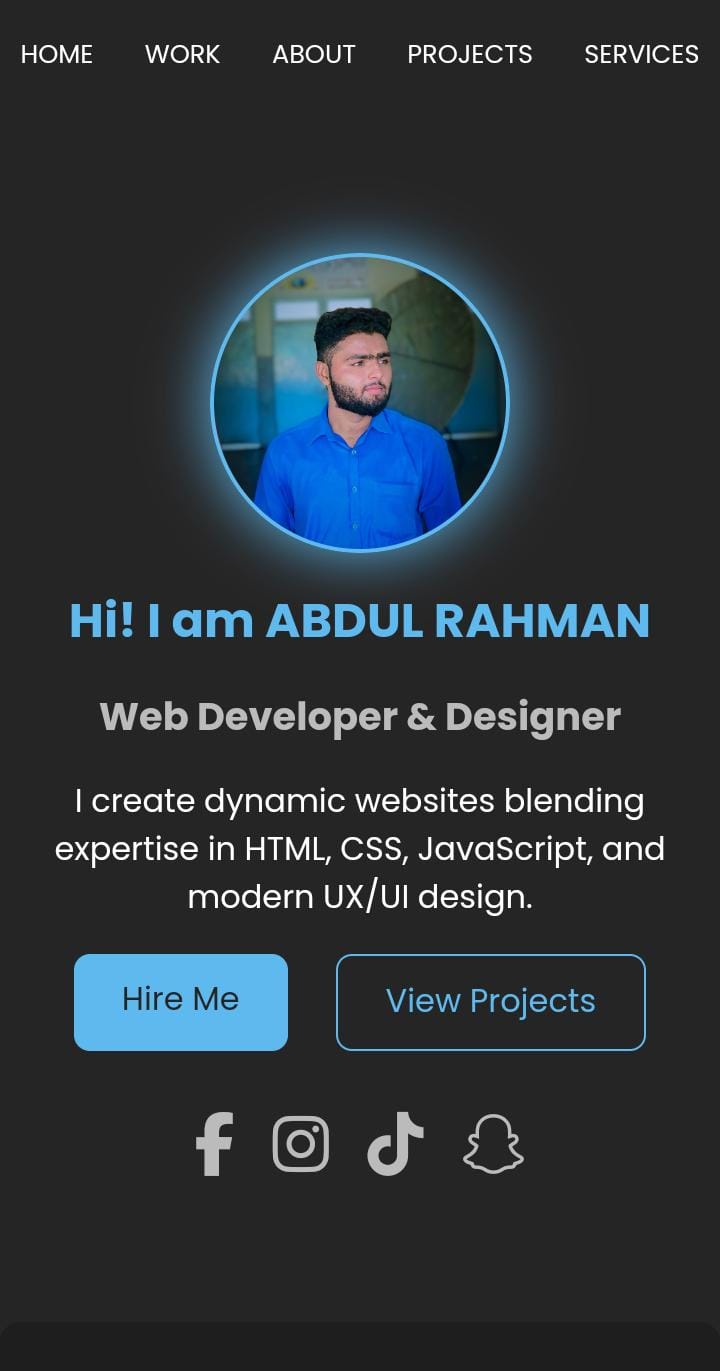 HOME WORK ABOUT PROJECTS SERVICES
Hi! I am ABDUL RAHMAN
Web Developer & Designer
I create dynamic websites blending
expertise in HTML, CSS, JavaScript, and
modern UX/UI design.
Hire Me View Projects